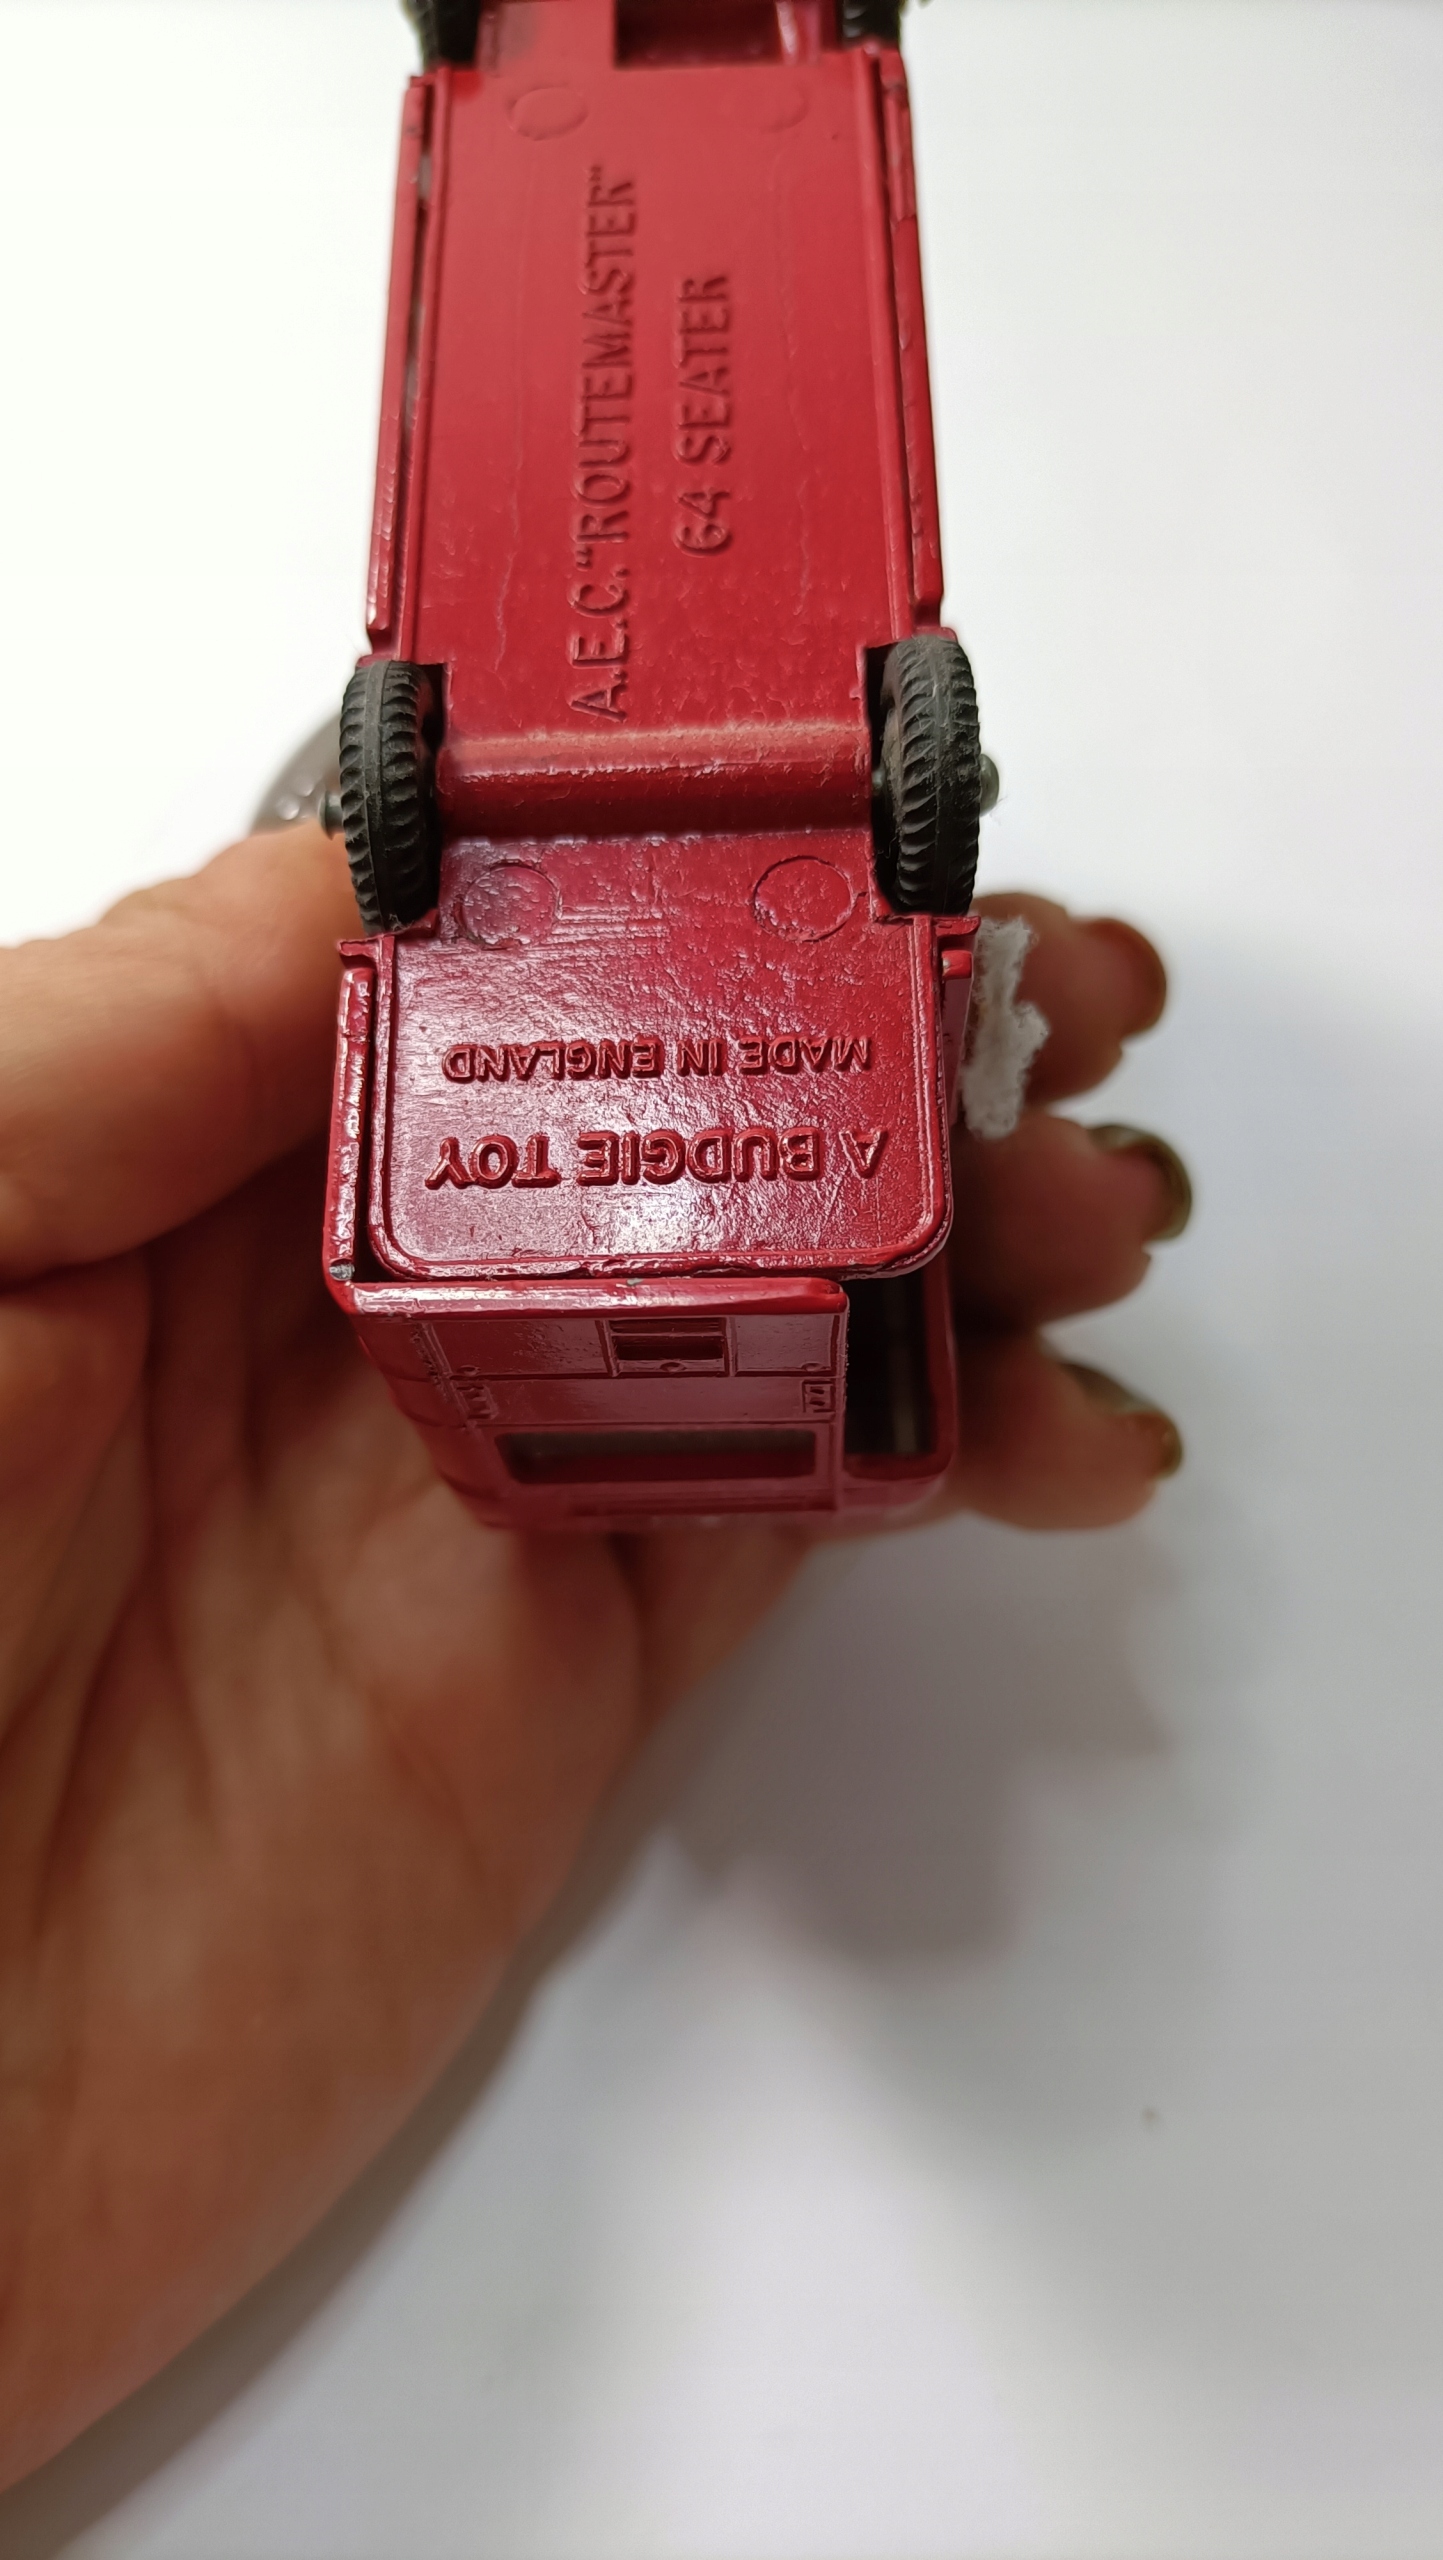 A.E.C. "ROUTEMASTER"
64 SEATER
A BUDGIE TOY
MADE IN ENGLAND